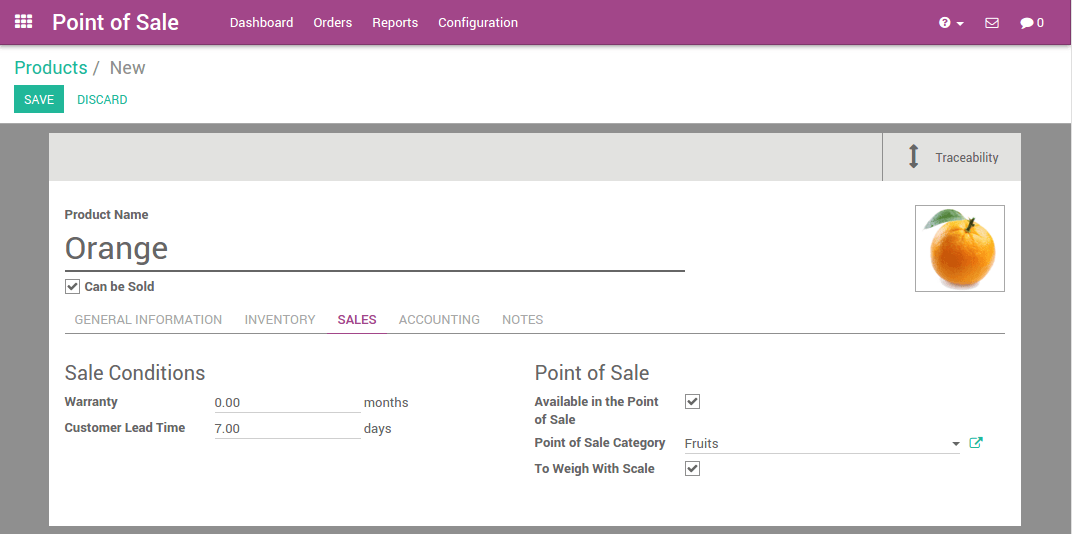 Point of Sale Dashboard Orders Reports Configuration 0
Products / New
SAVE DISCARD
Traceability
Product Name
Orange
Can be Sold
GENERAL INFORMATION INVENTORY SALES ACCOUNTING NOTES
Sale Conditions
Warranty 0.00 months
Customer Lead Time 7.00 days
Point of Sale
Available in the Point
of Sale
Point of Sale Category Fruits
To Weigh With Scale